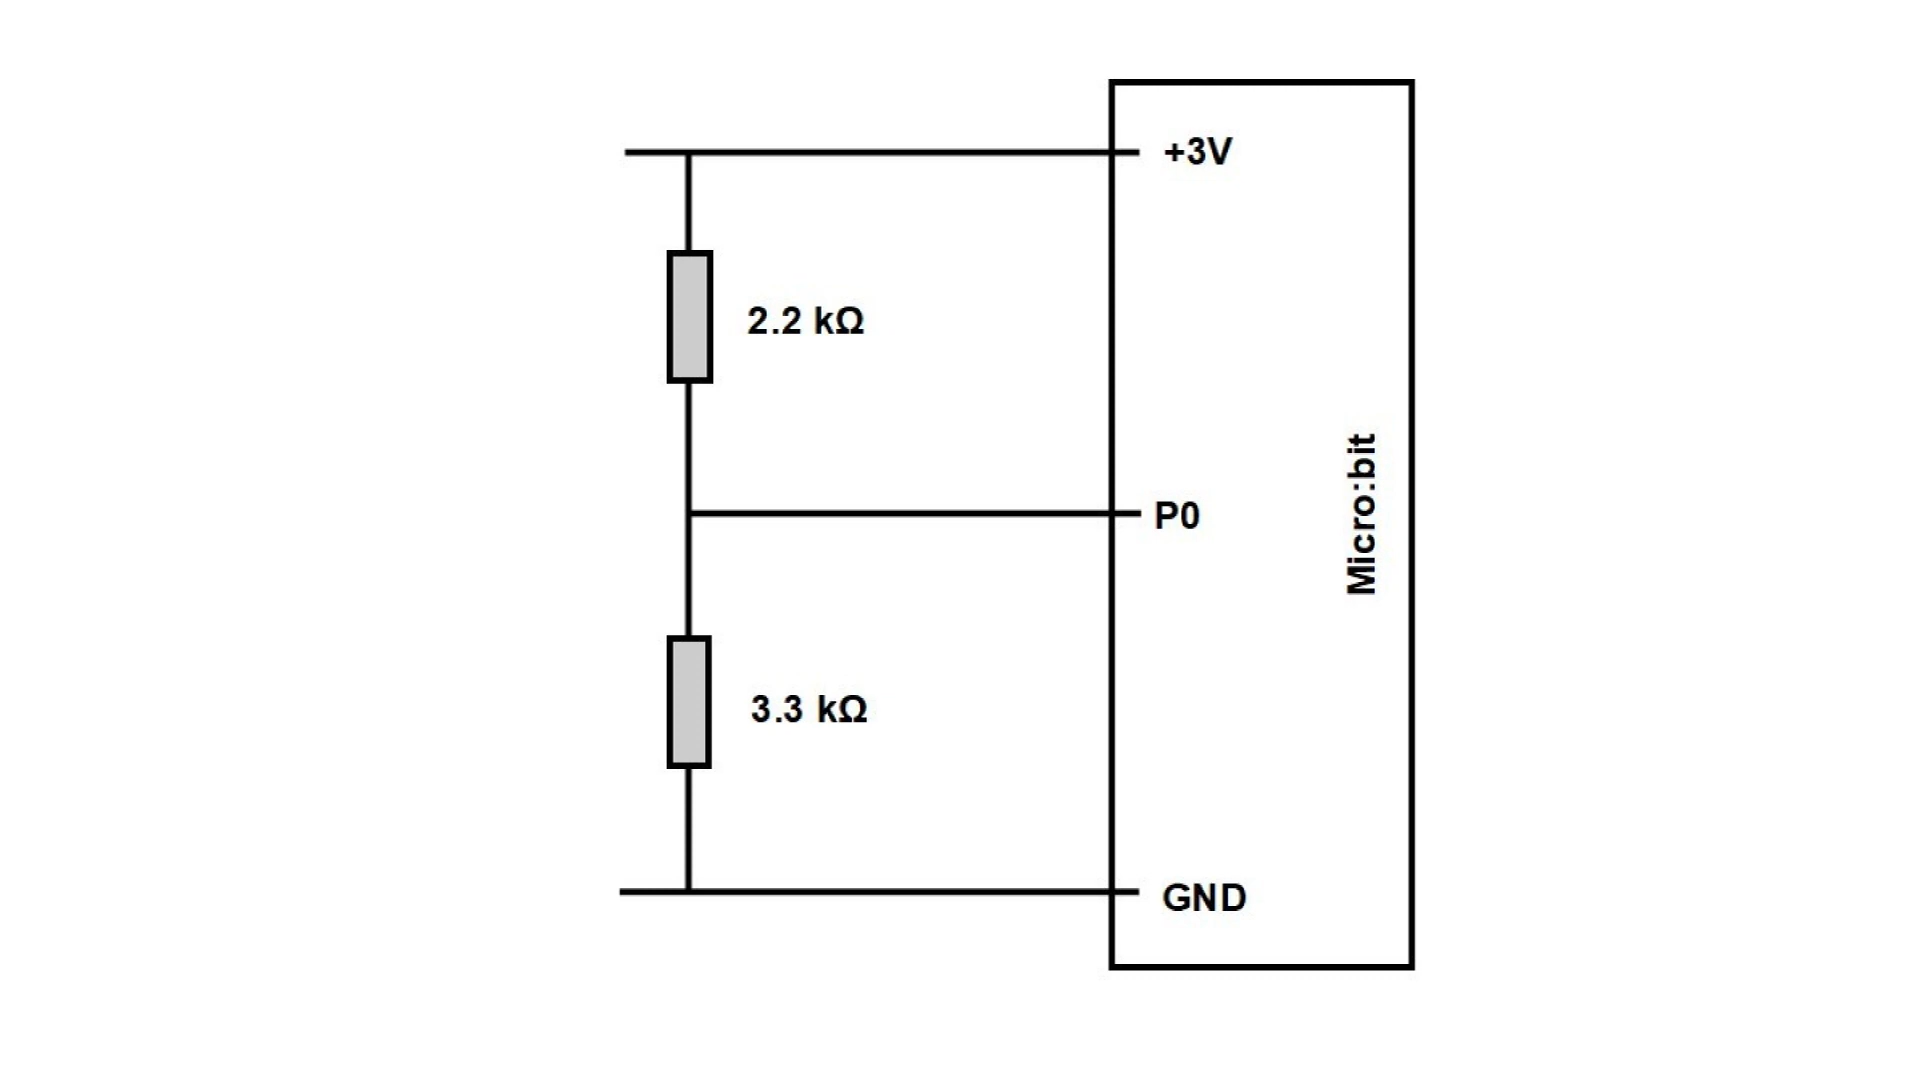 +3V
2.2 kΩ
P0
Micro:bit
3.3 kΩ
GND